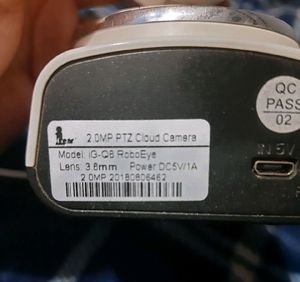 2.0MP PTZ Cloud Camera
Model: IG-Q8 RoboEye
Lens: 3.6mm Power DC5V/1A
2.0MP 20180806462
QC
PASS
02
IN 5V